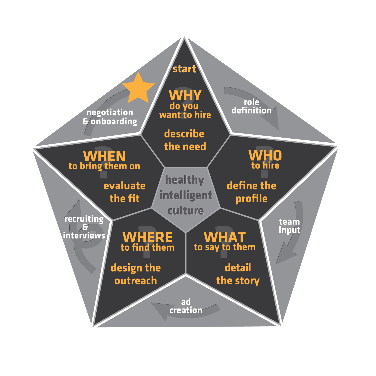 start
WHY
do you
want to hire
describe
the need
negotiation
& onboarding
role
definition
WHEN
to bring them on
evaluate
the fit
WHO
to hire
define the
profile
healthy
intelligent
culture
recruiting
&
interviews
team
input
WHERE
to find them
design the
outreach
WHAT
to say to them
detail
the story
ad
creation